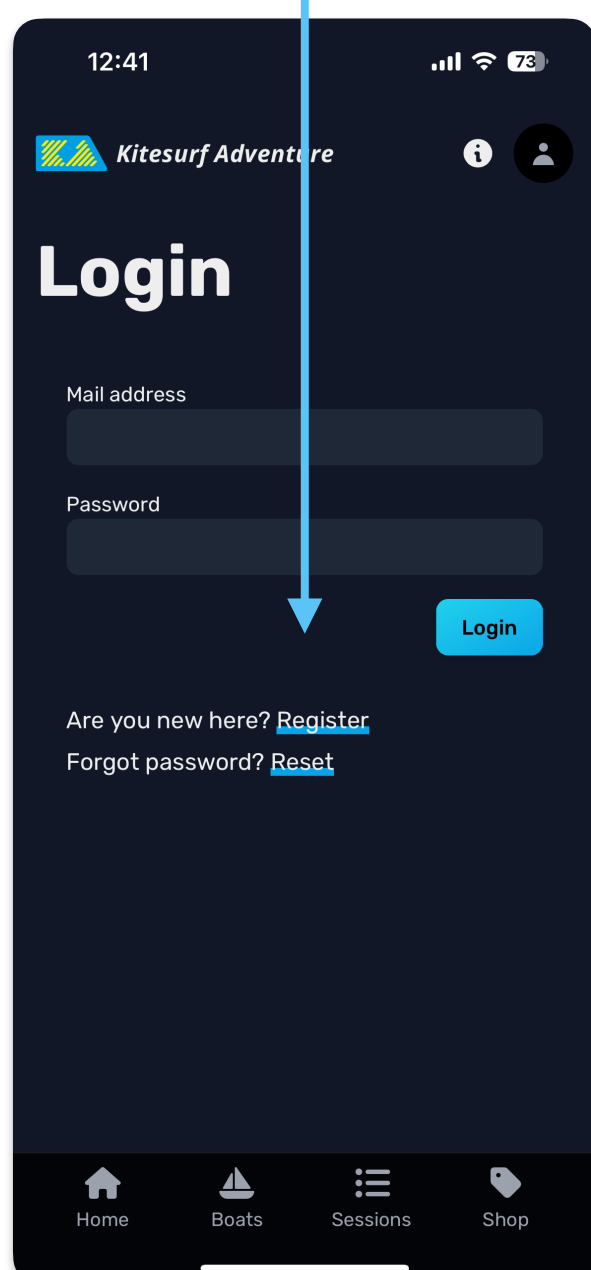 12:41
73
Kitesurf Adventure
Login
Mail address
Password
Login
Are you new here? Register
Forgot password? Reset
Home Boats Sessions Shop